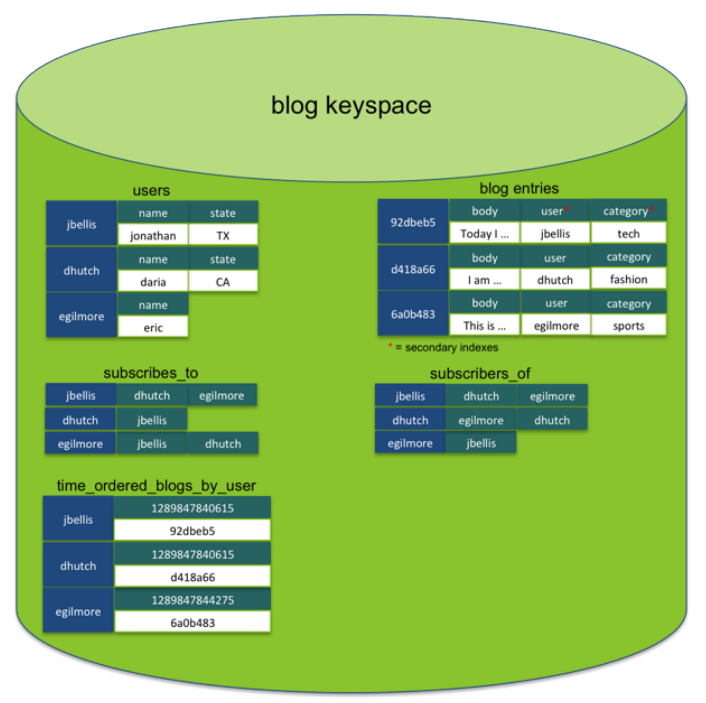 blog keyspace
users
jbellis name state
jonathan TX
dhutch name state
daria CA
egilmore name
eric
blog entries
92dbeb5 body user* category*
Today I ... jbellis tech
d418a66 body user category
I am ... dhutch fashion
6a0b483 body user category
This is ... egilmore sports
* = secondary indexes
subscribes_to
jbellis dhutch egilmore
dhutch jbellis
egilmore jbellis dhutch
subscribers_of
jbellis dhutch egilmore
dhutch egilmore dhutch
egilmore jbellis
time_ordered_blogs_by_user
jbellis 1289847840615
92dbeb5
dhutch 1289847840615
d418a66
egilmore 1289847844275
6a0b483